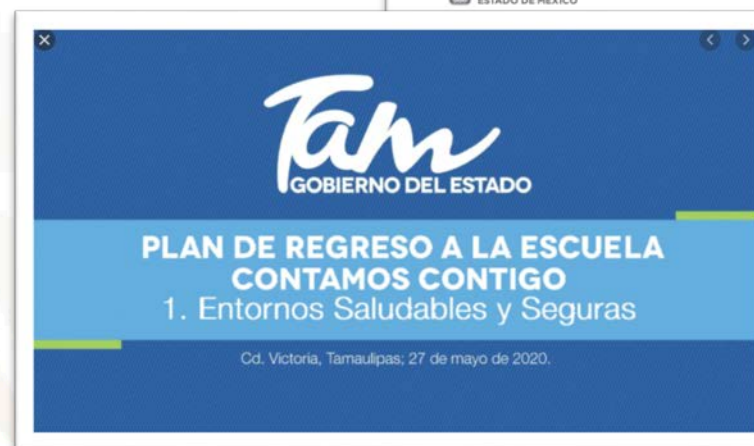 ESTADO DE MÉXICO
Tam
GOBIERNO DEL ESTADO
PLAN DE REGRESO A LA ESCUELA
CONTAMOS CONTIGO
1. Entornos Saludables y Seguras
Cd. Victoria, Tamaulipas; 27 de mayo de 2020.